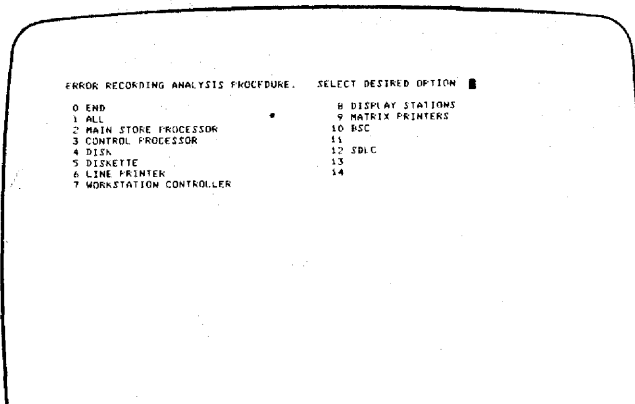 ERROR RECORDING ANALYSIS PROCEDURE. SELECT DESIRED OPTION
0 END
1 ALL
2 MAIN STORE PROCESSOR
3 CONTROL PROCESSOR
4 DISK
5 DISKETTE
6 LINE PRINTER
7 WORKSTATION CONTROLLER
8 DISPLAY STATIONS
9 MATRIX PRINTERS
10 BSC
11
12 SDLC
13
14